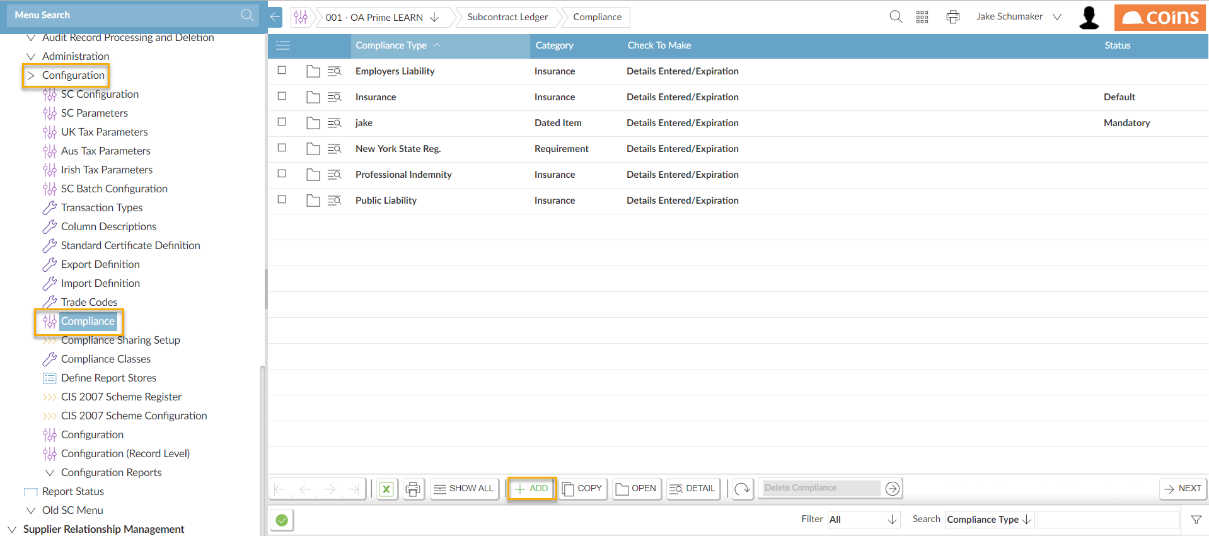 Menu Search
001 - OA Prime LEARN
Subcontract Ledger
Compliance
Jake Schumaker
coins
Audit Record Processing and Deletion
Administration
Configuration
SC Configuration
SC Parameters
UK Tax Parameters
Aus Tax Parameters
Irish Tax Parameters
SC Batch Configuration
Transaction Types
Column Descriptions
Standard Certificate Definition
Export Definition
Import Definition
Trade Codes
Compliance
Compliance Sharing Setup
Compliance Classes
Define Report Stores
CIS 2007 Scheme Register
CIS 2007 Scheme Configuration
Configuration
Configuration (Record Level)
Configuration Reports
Report Status
Old SC Menu
Supplier Relationship Management
Compliance Type Category Check To Make Status
Employers Liability Insurance Details Entered/Expiration
Insurance Insurance Details Entered/Expiration Default
jake Dated Item Details Entered/Expiration Mandatory
New York State Reg. Requirement Details Entered/Expiration
Professional Indemnity Insurance Details Entered/Expiration
Public Liability Insurance Details Entered/Expiration
SHOW ALL ADD COPY OPEN DETAIL Delete Compliance NEXT
Filter All Search Compliance Type